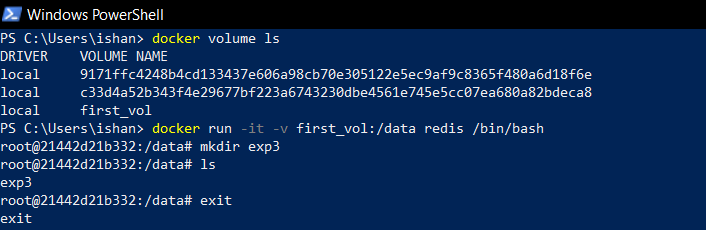 Windows PowerShell
PS C:\Users\ishan> docker volume ls
DRIVER    VOLUME NAME
local     9171ffc4248b4cd133437e606a98cb70e305122e5ec9af9c8365f480a6d18f6e
local     c33d4a52b343f4e29677bf223a6743230dbe4561e745e5cc07ea680a82bdeca8
local     first_vol
PS C:\Users\ishan> docker run -it -v first_vol:/data redis /bin/bash
root@21442d21b332:/data# mkdir exp3
root@21442d21b332:/data# ls
exp3
root@21442d21b332:/data# exit
exit